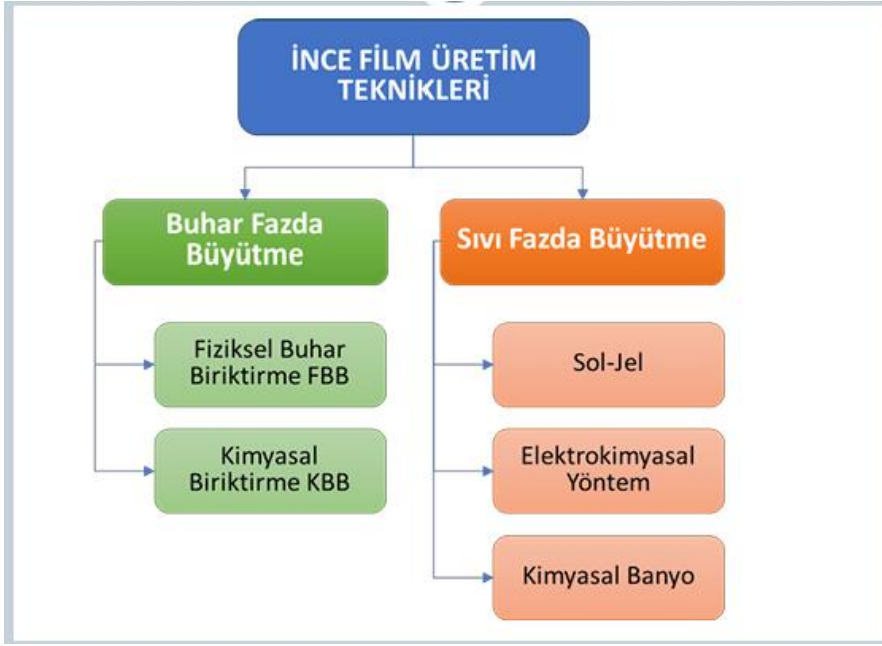 İNCE FİLM ÜRETİM
TEKNİKLERİ
Buhar Fazda
Büyütme
Fiziksel Buhar
Biriktirme FBB
Kimyasal
Biriktirme KBB
Sıvı Fazda Büyütme
Sol-Jel
Elektrokimyasal
Yöntem
Kimyasal Banyo